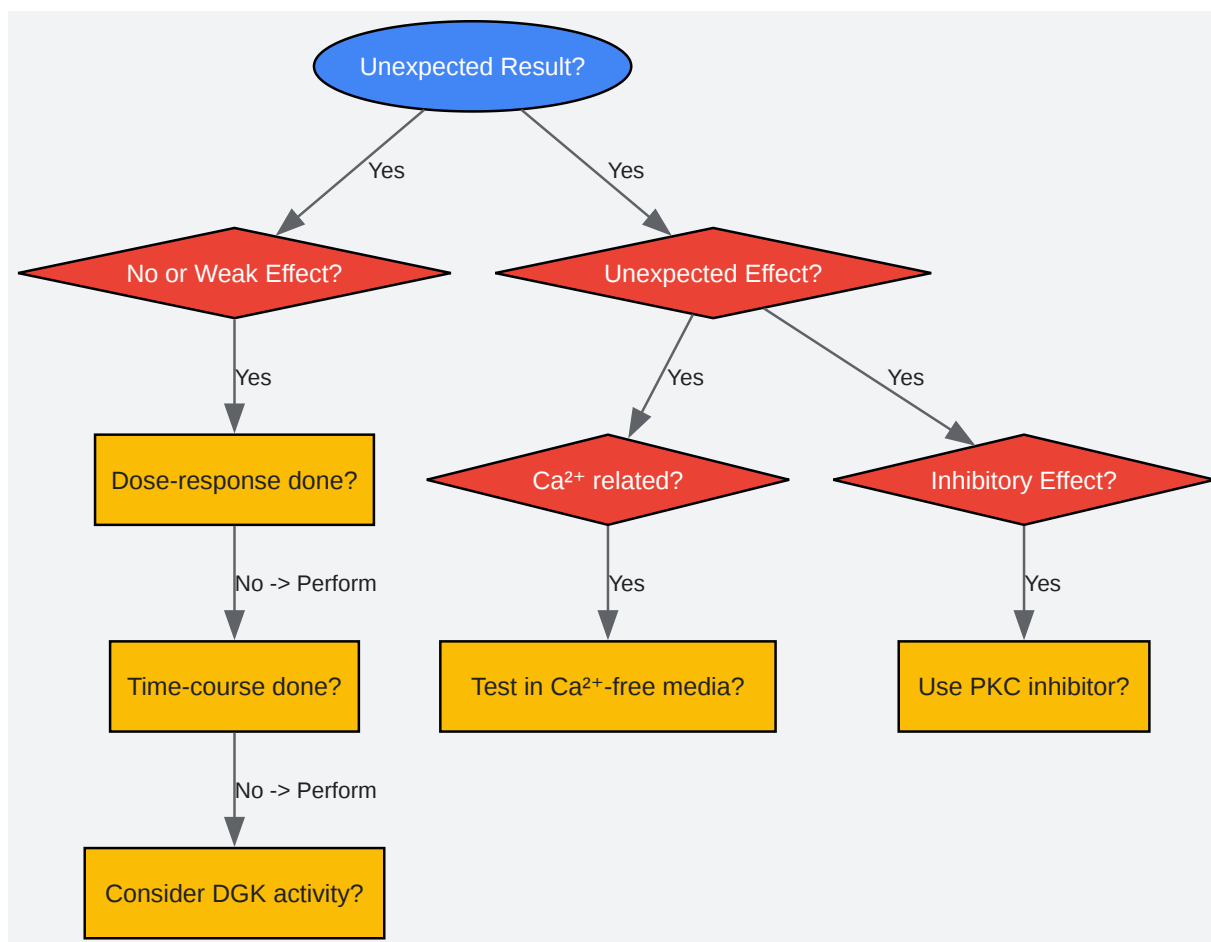 Unexpected Result?
Yes
Yes
No or Weak Effect?
Unexpected Effect?
Yes
Yes
Yes
Dose-response done?
Ca²⁺ related?
Inhibitory Effect?
No -> Perform
Yes
Yes
Time-course done?
Test in Ca²⁺-free media?
Use PKC inhibitor?
No -> Perform
Consider DGK activity?